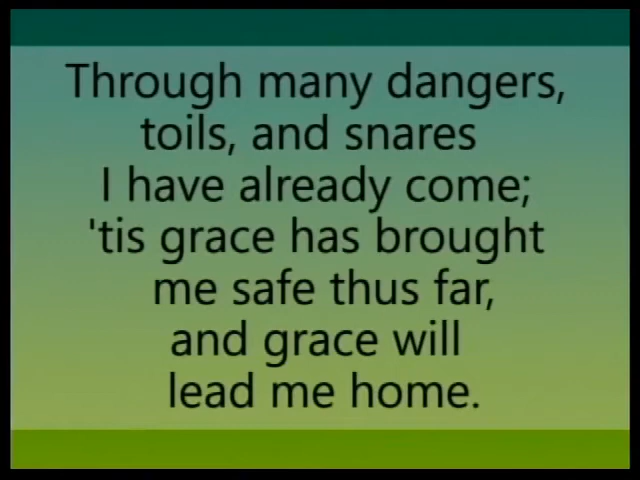 Through many dangers,
toils, and snares
I have already come;
'tis grace has brought
me safe thus far,
and grace will
lead me home.